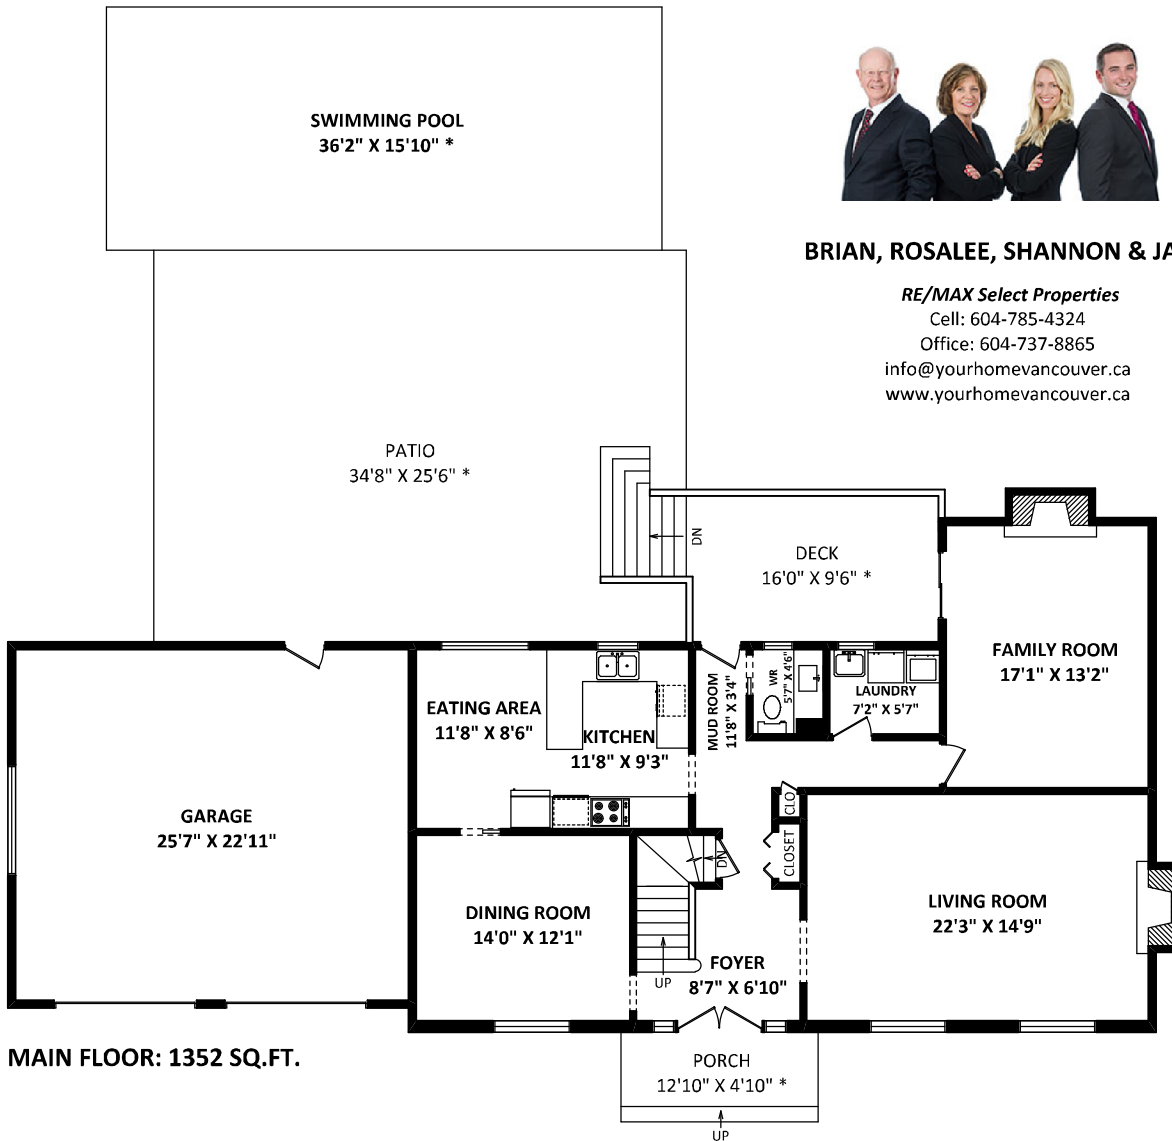 SWIMMING POOL
36'2" X 15'10" *
BRIAN, ROSALEE, SHANNON & JA
RE/MAX Select Properties
Cell: 604-785-4324
Office: 604-737-8865
info@yourhomevancouver.ca
www.yourhomevancouver.ca
PATIO
34'8" X 25'6" *
DN
DECK
16'0" X 9'6" *
FAMILY ROOM
17'1" X 13'2"
EATING AREA
11'8" X 8'6"
KITCHEN
11'8" X 9'3"
MUD ROOM
11'8" X 3'4"
WR
5'7" X 4'6"
LAUNDRY
7'2" X 5'7"
GARAGE
25'7" X 22'11"
CLO
CLOSET
DN
DINING ROOM
14'0" X 12'1"
LIVING ROOM
22'3" X 14'9"
UP
FOYER
8'7" X 6'10"
MAIN FLOOR: 1352 SQ.FT.
PORCH
12'10" X 4'10" *
UP